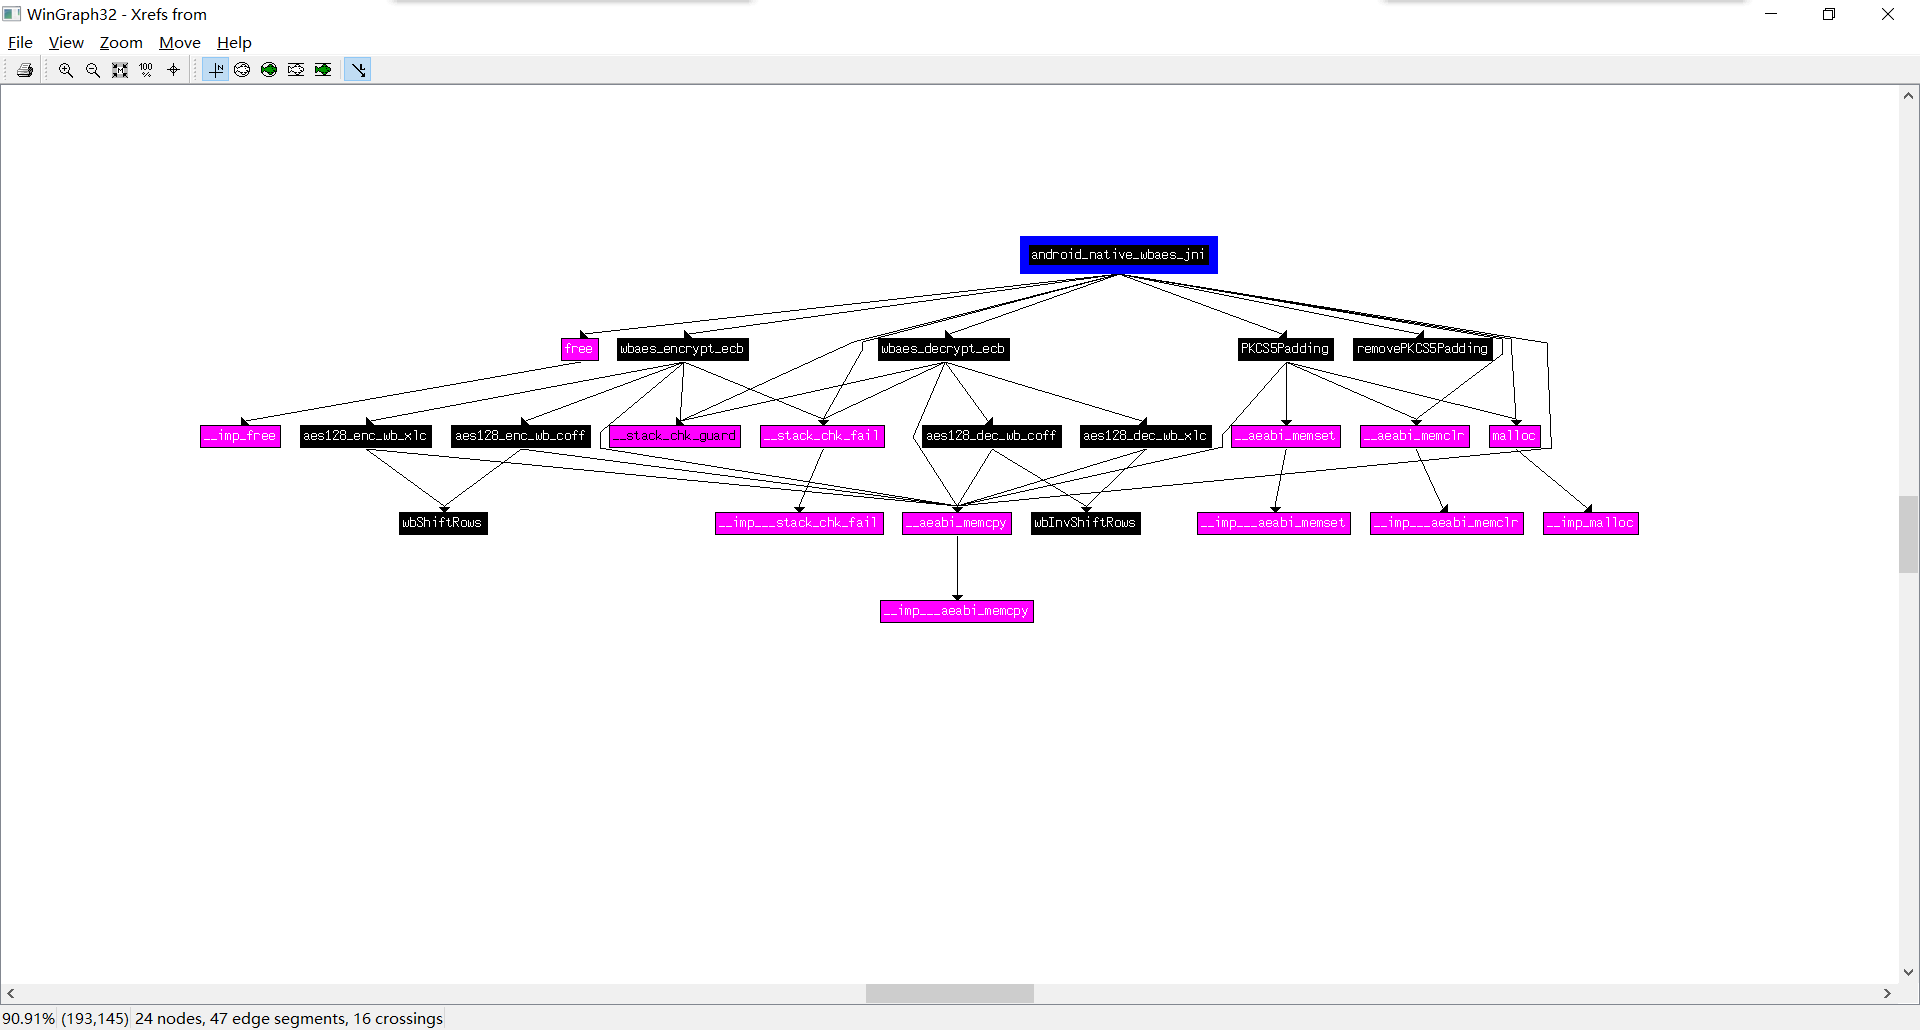 WinGraph32 - Xrefs from
File View Zoom Move Help
100 %
android_native_wbaes_jni
free wbaes_encrypt_ecb wbaes_decrypt_ecb PKCS5Padding removePKCS5Padding
__imp_free aes128_enc_wb_xlc aes128_enc_wb_coff __stack_chk_guard __stack_chk_fail aes128_dec_wb_coff aes128_dec_wb_xlc __aeabi_memset __aeabi_memclr malloc
wbShiftRows __imp___stack_chk_fail __aeabi_memcpy wbInvShiftRows __imp___aeabi_memset __imp___aeabi_memclr __imp_malloc
__imp___aeabi_memcpy
90.91% (193,145) 24 nodes, 47 edge segments, 16 crossings